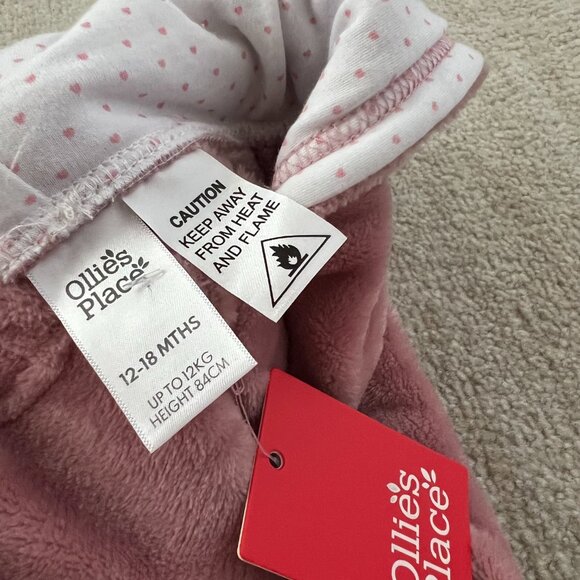 Ollie's
Place
12-18 MTHS
UP TO 12KG
HEIGHT 84CM
CAUTION
KEEP AWAY
FROM HEAT
AND FLAME
Ollie's
Place